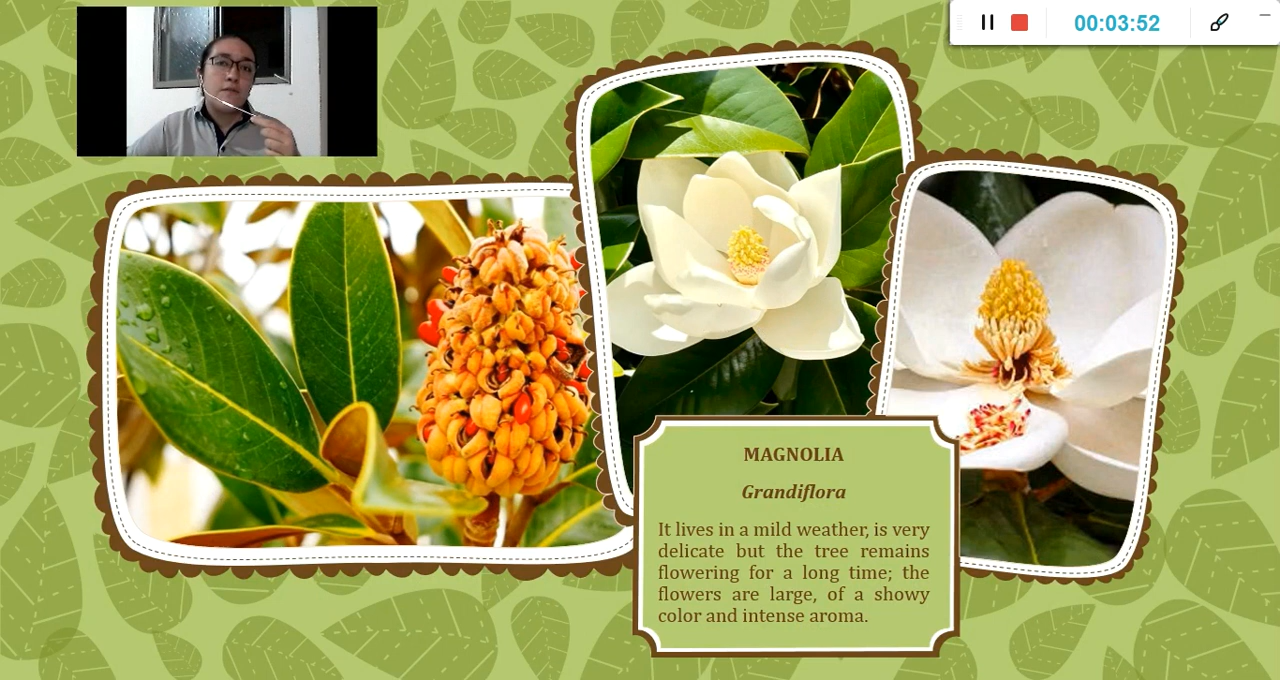 00:03:52
MAGNOLIA
Grandiflora
It lives in a mild weather, is very
delicate but the tree remains
flowering for a long time; the
flowers are large, of a showy
color and intense aroma.